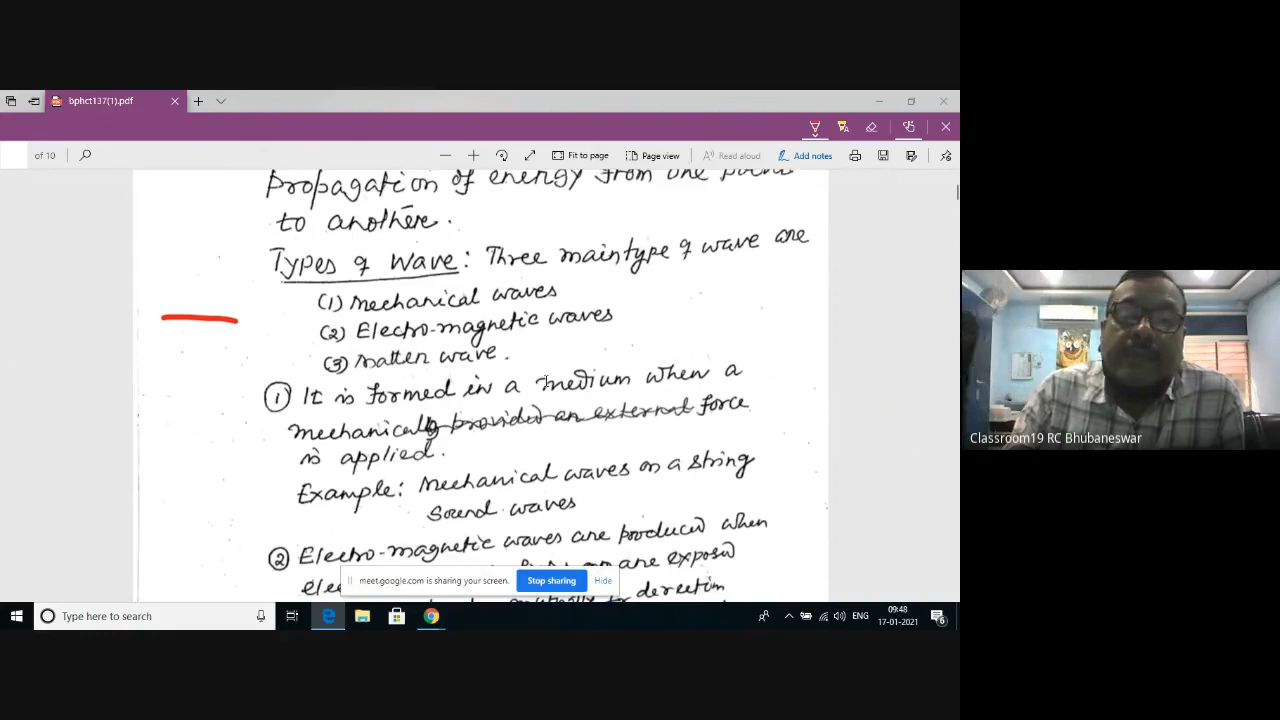 bphct137(1).pdf
of 10
Fit to page
Page view
Read aloud
Add notes
Propagation of energy from one point
to another.
Types of Wave: Three main type of wave are
(1) Mechanical waves
(2) Electro-magnetic waves
(3) Matter wave.
① It is formed in a medium when a
mechanically provided an external force
is applied.
Example: Mechanical waves on a string
Sound waves
② Electro-magnetic waves are produced when
are exposed
direction
meet.google.com is sharing your screen.
Stop sharing
Hide
Classroom19 RC Bhubaneswar
Type here to search
ENG
09:48
17-01-2021
6